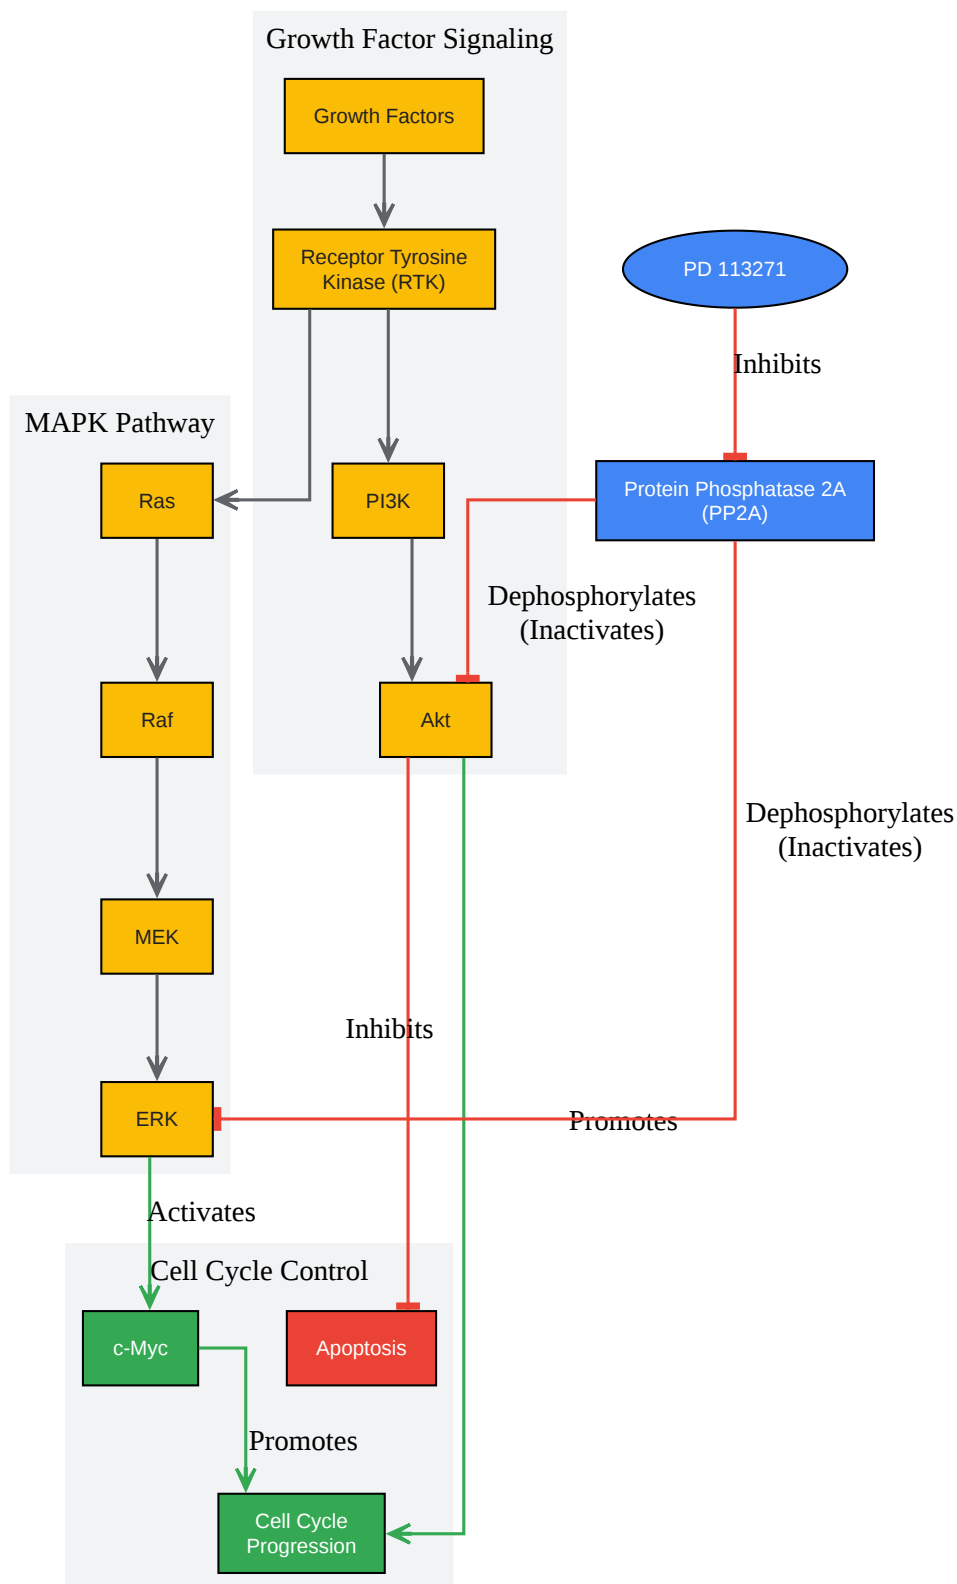 Growth Factor Signaling
Growth Factors
Receptor Tyrosine
Kinase (RTK)
PD 113271
Inhibits
MAPK Pathway
Ras
PI3K
Protein Phosphatase 2A
(PP2A)
Dephosphorylates
(Inactivates)
Raf
Akt
Dephosphorylates
(Inactivates)
MEK
Inhibits
ERK
Promotes
Activates
Cell Cycle Control
c-Myc
Apoptosis
Promotes
Cell Cycle
Progression